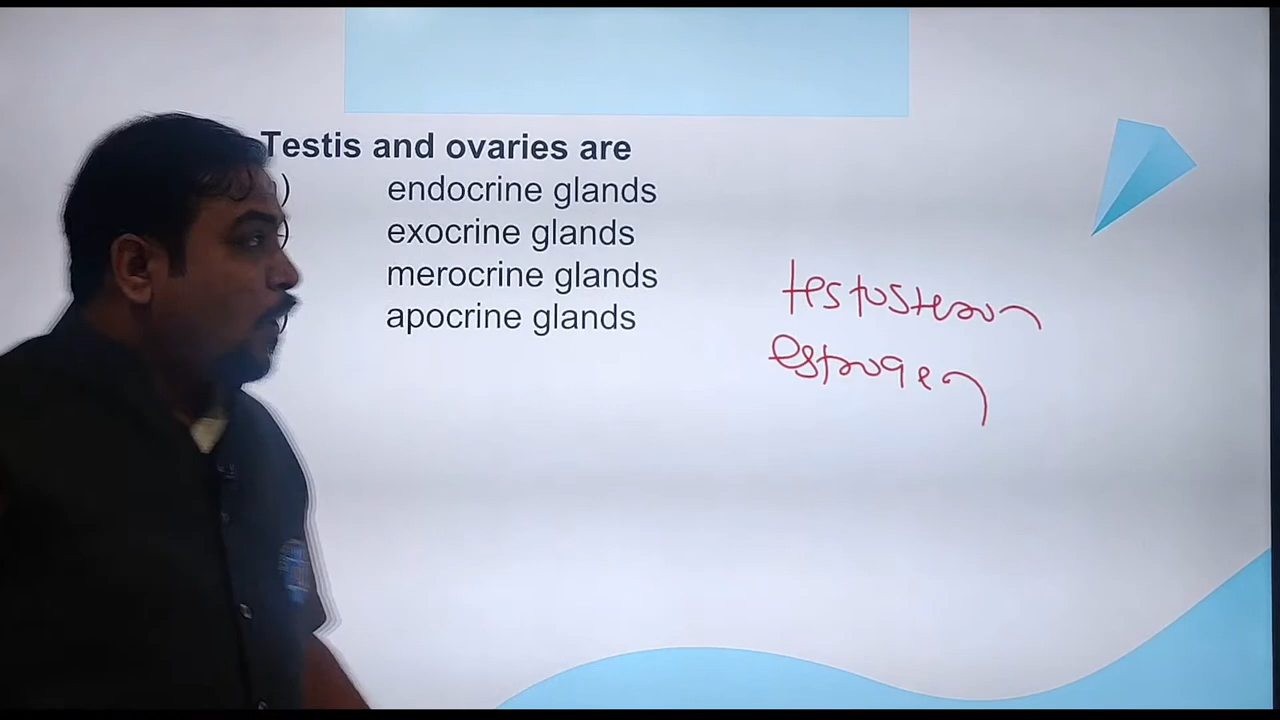 Testis and ovaries are
) endocrine glands
exocrine glands
merocrine glands
apocrine glands
testosteron
estrogen